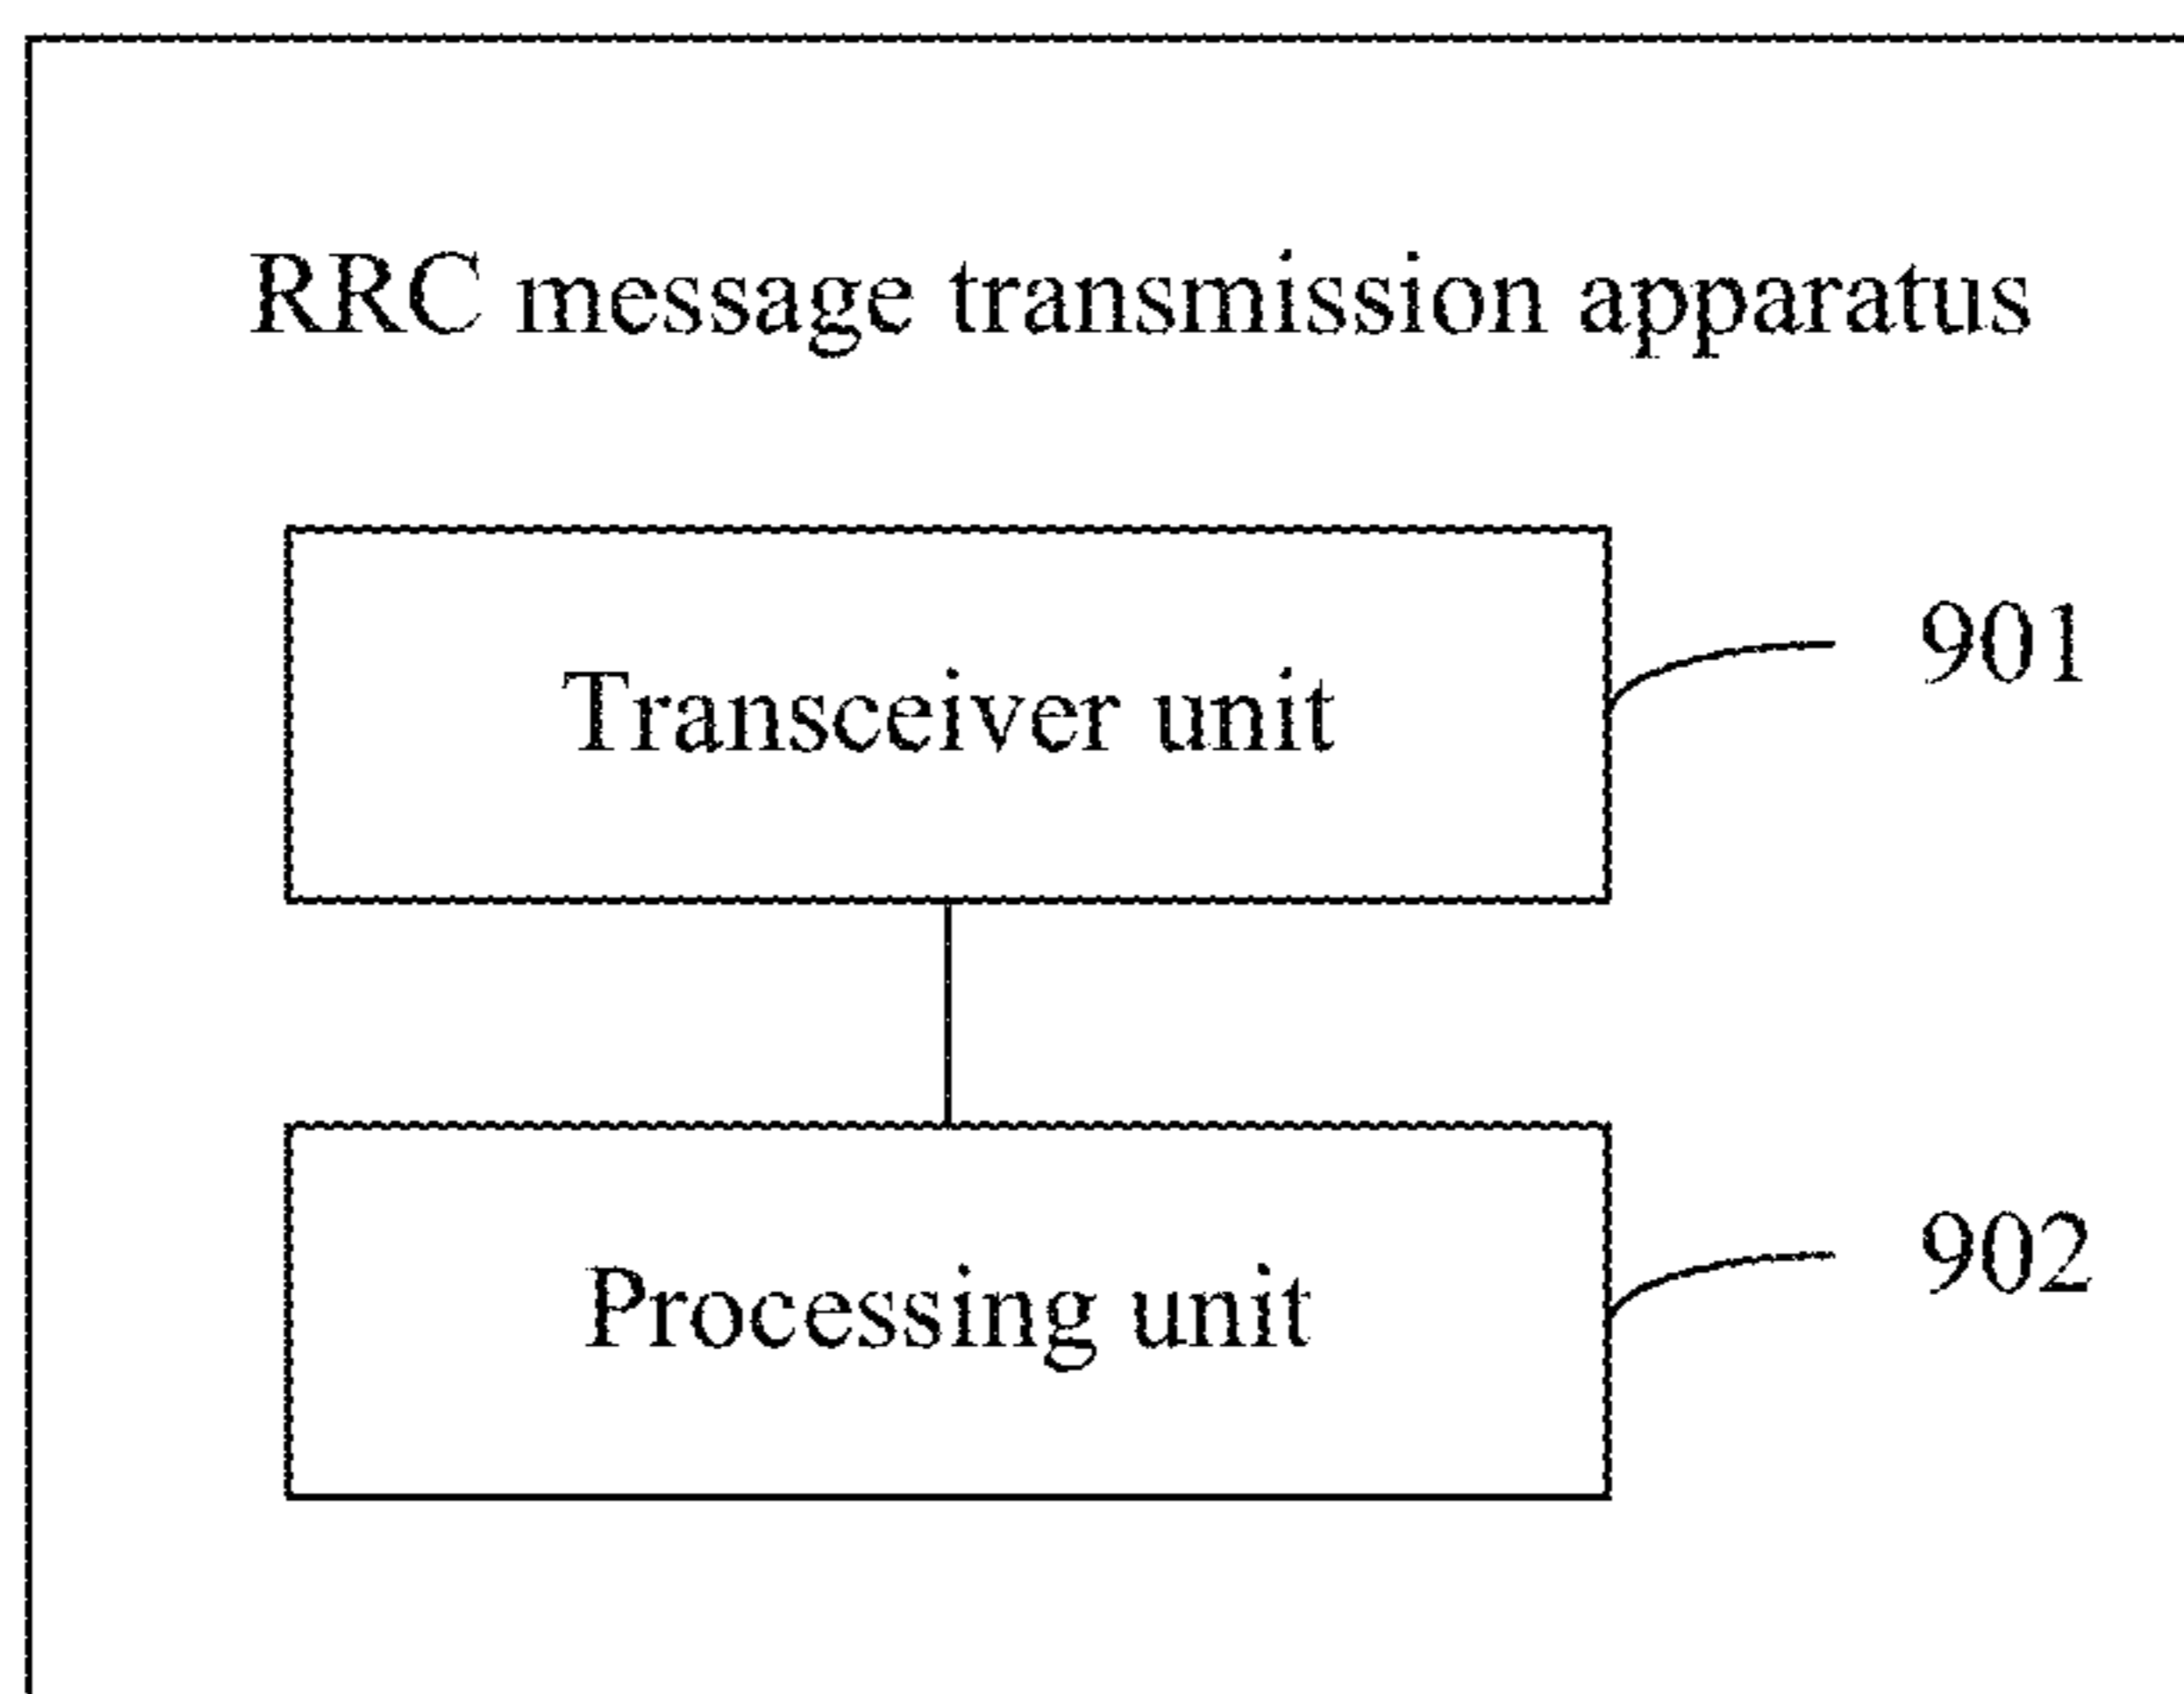 RRC message transmission apparatus
Transceiver unit
901
Processing unit
902